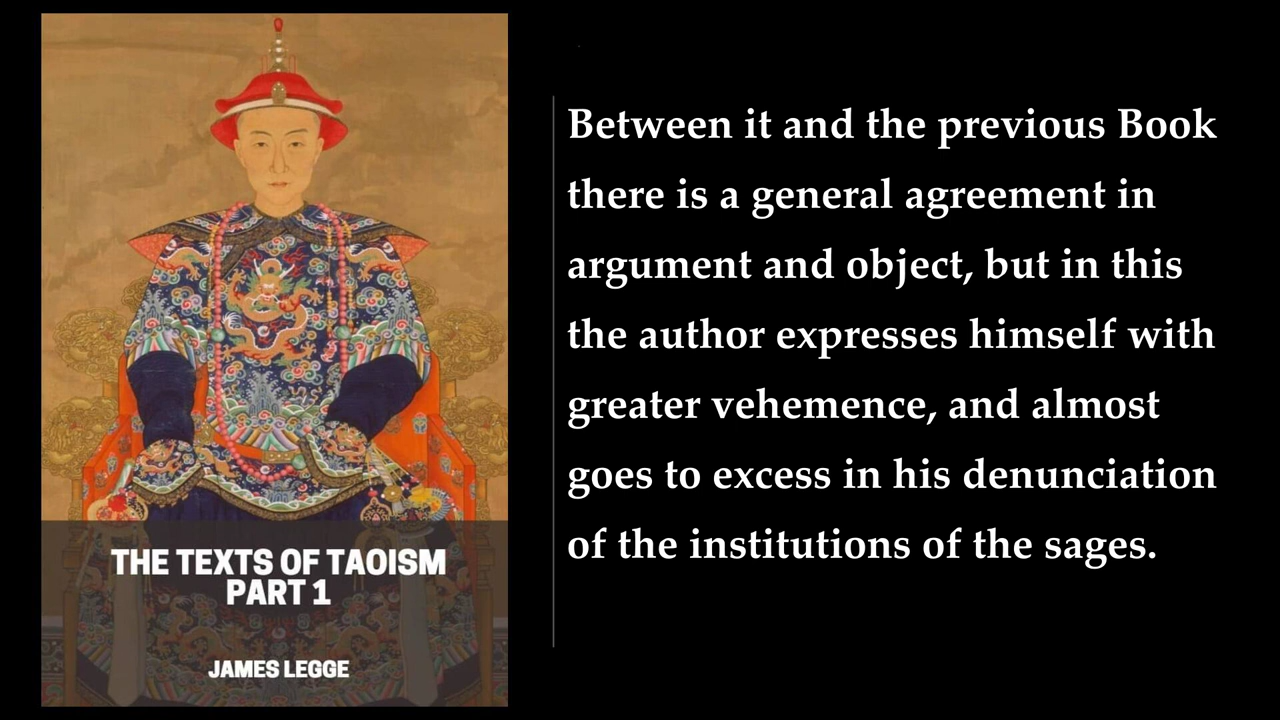 THE TEXTS OF TAOISM
PART 1
JAMES LEGGE
Between it and the previous Book
there is a general agreement in
argument and object, but in this
the author expresses himself with
greater vehemence, and almost
goes to excess in his denunciation
of the institutions of the sages.